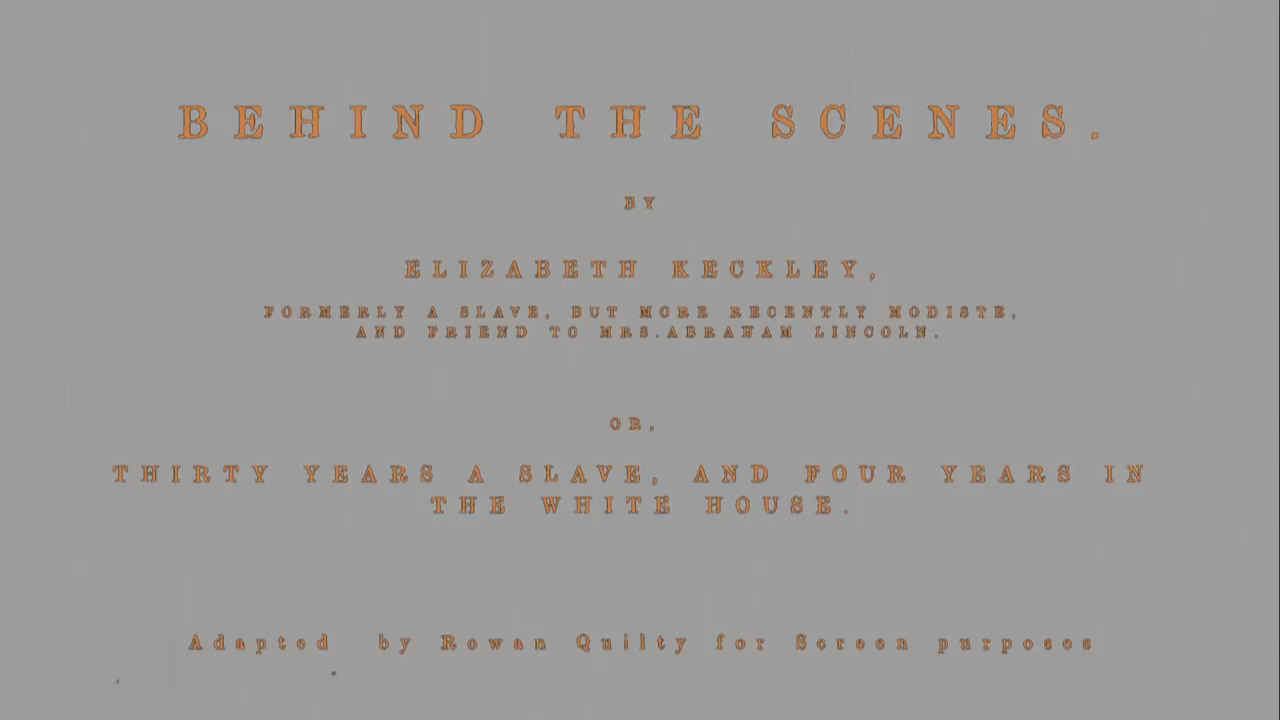 BEHIND THE SCENES.
BY
ELIZABETH KECKLEY,
FORMERLY A SLAVE, BUT MORE RECENTLY MODISTE,
AND FRIEND TO MRS.ABRAHAM LINCOLN.
OR,
THIRTY YEARS A SLAVE, AND FOUR YEARS IN
THE WHITE HOUSE.
Adapted by Rowan Quilty for Screen purposes